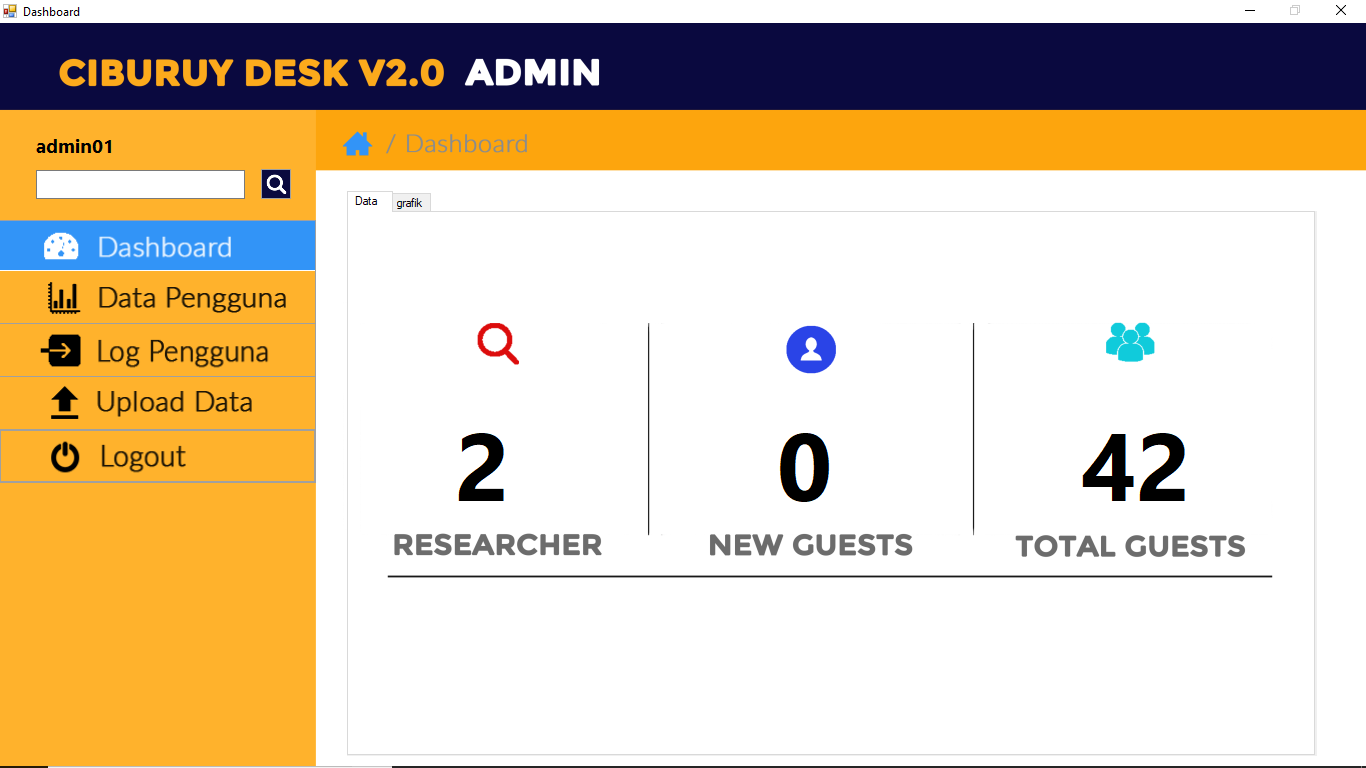 Dashboard
CIBURUY DESK V2.0 ADMIN
admin01
/ Dashboard
Data grafik
Dashboard
Data Pengguna
Log Pengguna
Upload Data
Logout
2 0 42
RESEARCHER NEW GUESTS TOTAL GUESTS